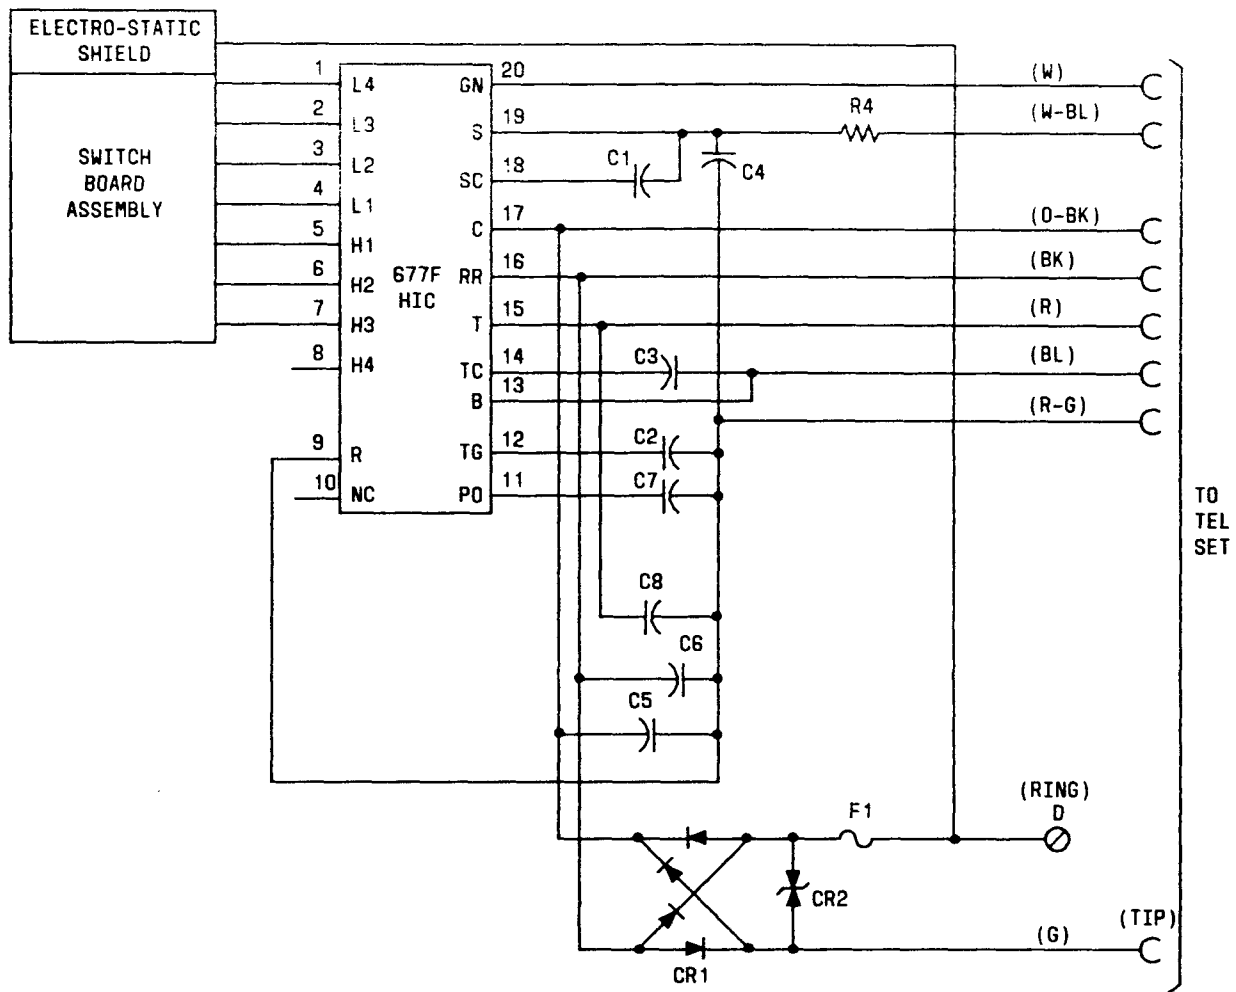 ELECTRO-STATIC
SHIELD
SWITCH
BOARD
ASSEMBLY
1
2
3
4
5
6
7
8
9
10
L4
L3
L2
L1
H1
H2
H3
H4
R
NC
677F
HIC
GN
S
SC
C
RR
T
TC
B
TG
PO
20
19
18
17
16
15
14
13
12
11
C1
C4
R4
C3
C2
C7
C8
C6
C5
(W)
(W-BL)
(O-BK)
(BK)
(R)
(BL)
(R-G)
TO
TEL
SET
(RING)
D
F1
CR2
CR1
(G)
(TIP)